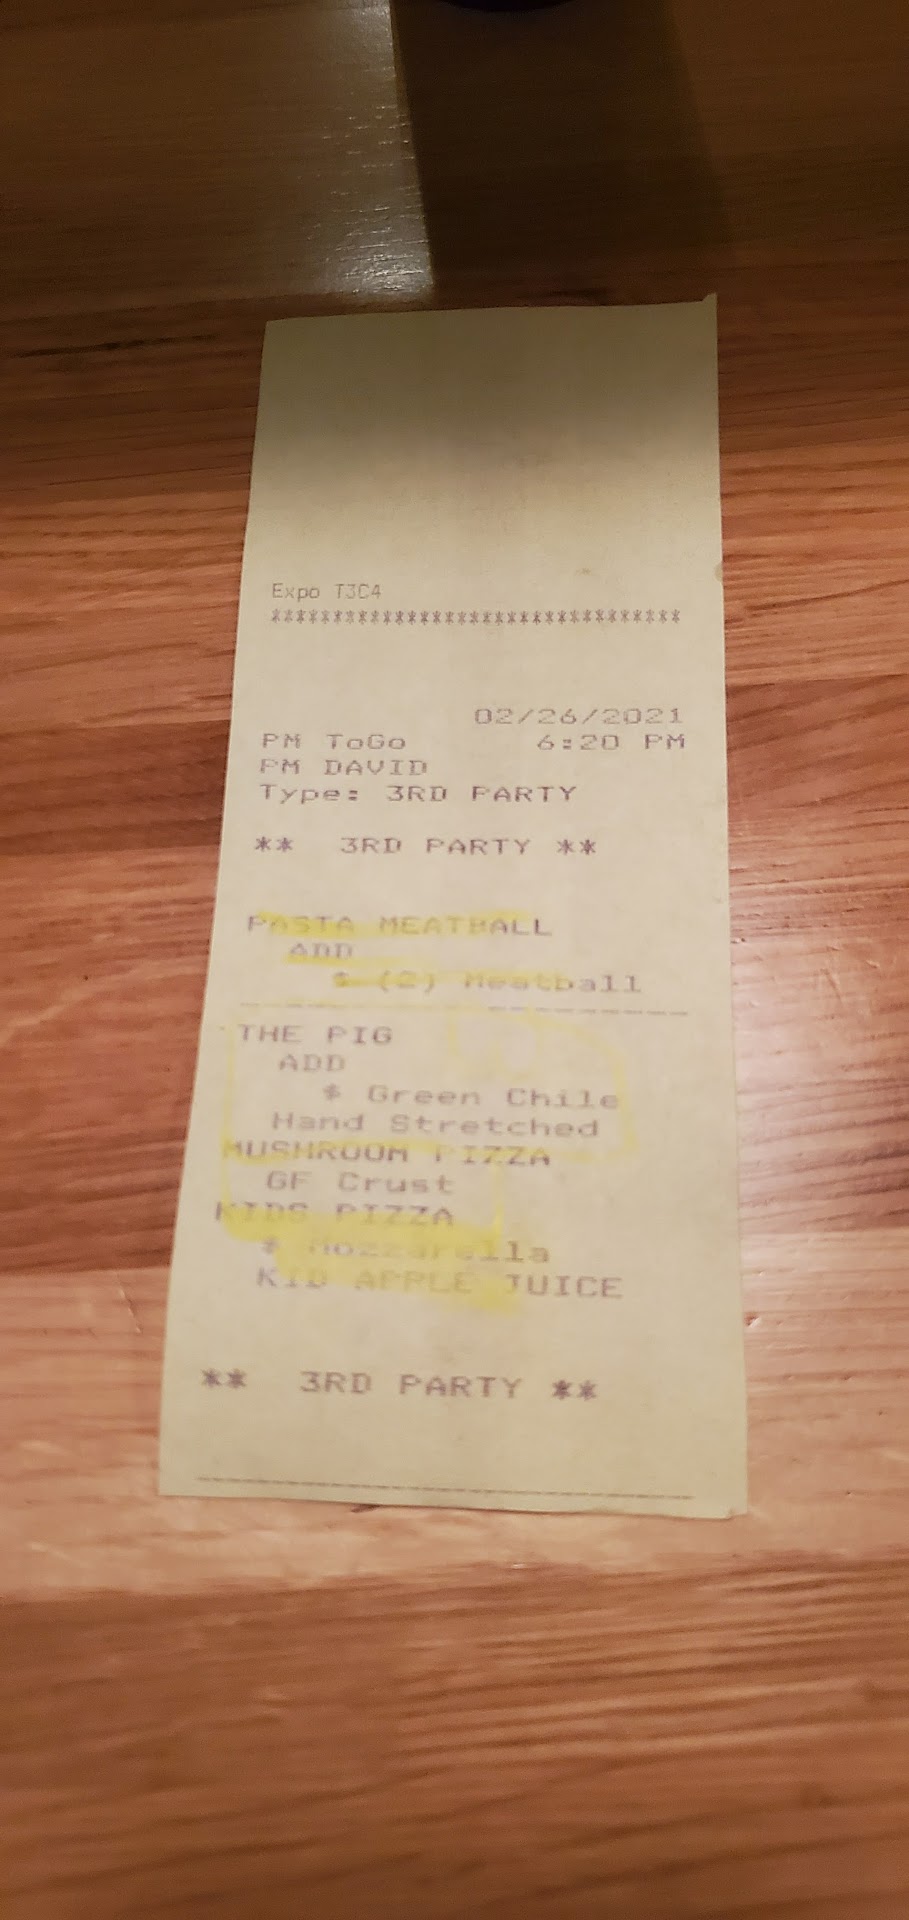 Expo T3C4
*********************************
02/26/2021
PM ToGo 6:20 PM
PM DAVID
Type: 3RD PARTY
** 3RD PARTY **
PASTA MEATBALL
ADD
$ (2) Meatball
THE PIG
ADD
$ Green Chile
Hand Stretched
MUSHROOM PIZZA
GF Crust
KIDS PIZZA
$ Mozzarella
KID APPLE JUICE
** 3RD PARTY **